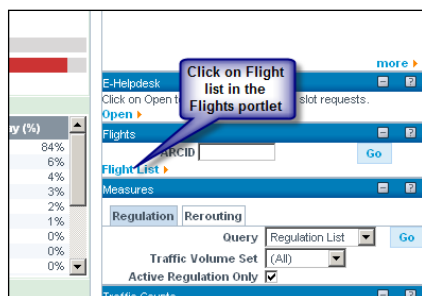 more
Click on Flight
list in the
Flights portlet
E-Helpdesk
Click on Open t
slot requests.
Open
y (%)
84%
6%
4%
3%
2%
1%
0%
0%
0%
Flights
ARCID
Go
Flight List
Measures
Regulation Rerouting
Query Regulation List Go
Traffic Volume Set (All)
Active Regulation Only
Traffic Counts